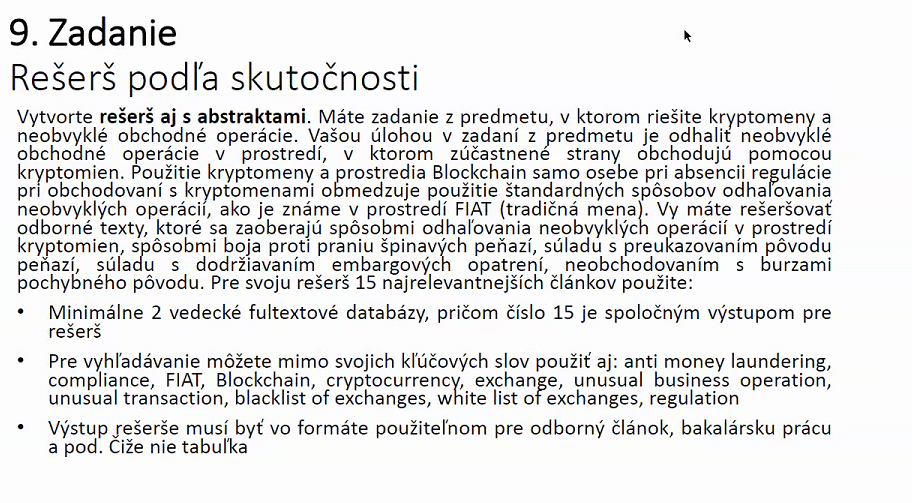 9. Zadanie
Rešerš podľa skutočnosti
Vytvorte rešerš aj s abstraktami. Máte zadanie z predmetu, v ktorom riešite kryptomeny a
neobvyklé obchodné operácie. Vašou úlohou v zadaní z predmetu je odhaliť neobvyklé
obchodné operácie v prostredí, v ktorom zúčastnené strany obchodujú pomocou
kryptomien. Použitie kryptomeny a prostredia Blockchain samo osebe pri absencii regulácie
pri obchodovaní s kryptomenami obmedzuje použitie štandardných spôsobov odhaľovania
neobvyklých operácií, ako je známe v prostredí FIAT (tradičná mena). Vy máte rešeršovať
odborné texty, ktoré sa zaoberajú spôsobmi odhaľovania neobvyklých operácií v prostredí
kryptomien, spôsobmi boja proti praniu špinavých peňazí, súladu s preukazovaním pôvodu
peňazí, súladu s dodržiavaním embargových opatrení, neobchodovaním s burzami
pochybného pôvodu. Pre svoju rešerš 15 najrelevantnejších článkov použite:
• Minimálne 2 vedecké fultextové databázy, pričom číslo 15 je spoločným výstupom pre
rešerš
• Pre vyhľadávanie môžete mimo svojich kľúčových slov použiť aj: anti money laundering,
compliance, FIAT, Blockchain, cryptocurrency, exchange, unusual business operation,
unusual transaction, blacklist of exchanges, white list of exchanges, regulation
• Výstup rešerše musí byť vo formáte použiteľnom pre odborný článok, bakalársku prácu
a pod. Čiže nie tabuľka